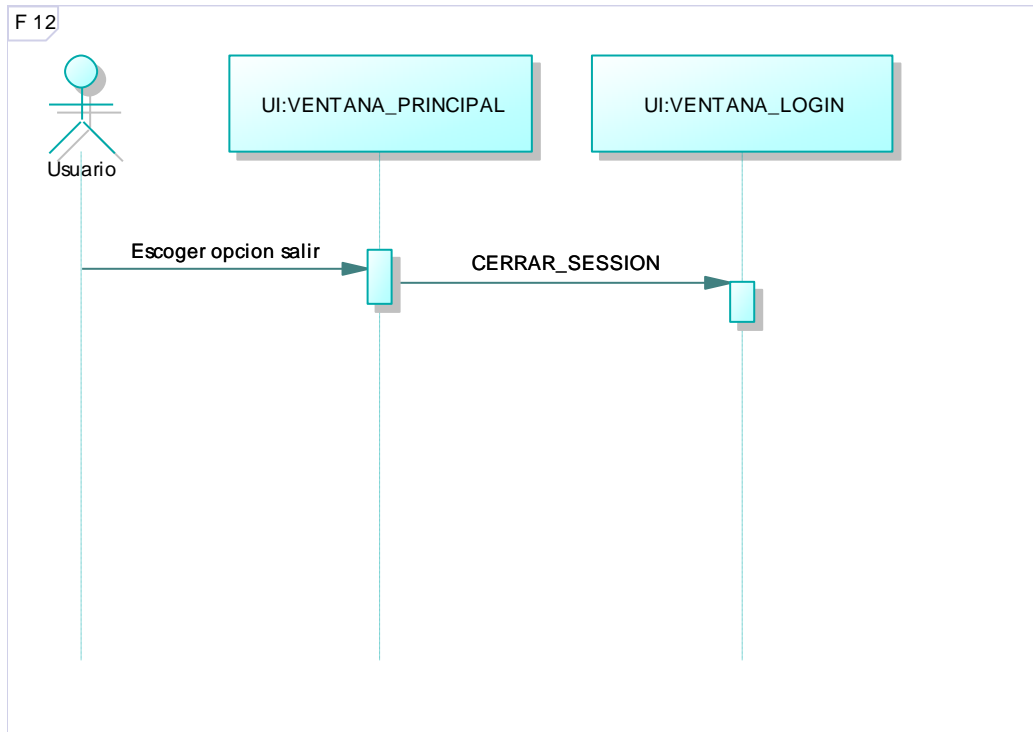 F 12
UI:VENTANA_PRINCIPAL
UI:VENTANA_LOGIN
Usuario
Escoger opcion salir
CERRAR_SESSION